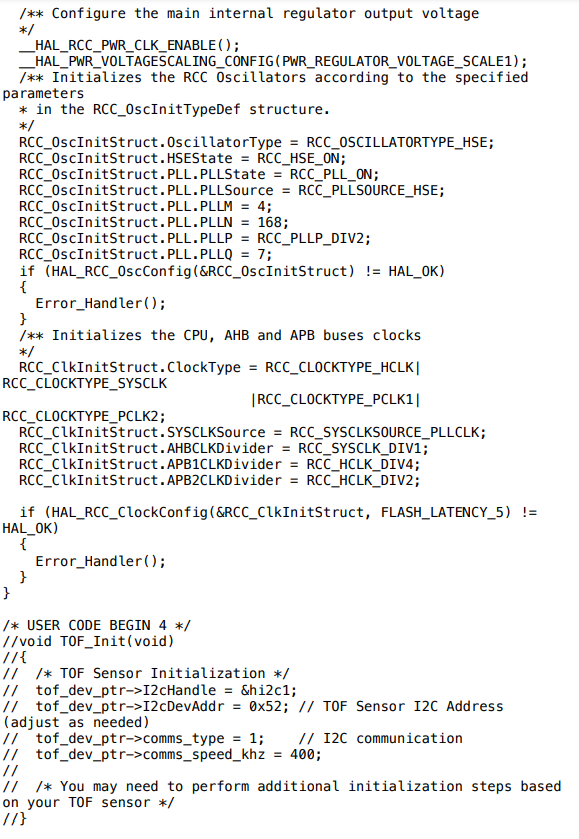 /** Configure the main internal regulator output voltage
  */
  __HAL_RCC_PWR_CLK_ENABLE();
  __HAL_PWR_VOLTAGESCALING_CONFIG(PWR_REGULATOR_VOLTAGE_SCALE1);
  /** Initializes the RCC Oscillators according to the specified
parameters
  * in the RCC_OscInitTypeDef structure.
  */
  RCC_OscInitStruct.OscillatorType = RCC_OSCILLATORTYPE_HSE;
  RCC_OscInitStruct.HSEState = RCC_HSE_ON;
  RCC_OscInitStruct.PLL.PLLState = RCC_PLL_ON;
  RCC_OscInitStruct.PLL.PLLSource = RCC_PLLSOURCE_HSE;
  RCC_OscInitStruct.PLL.PLLM = 4;
  RCC_OscInitStruct.PLL.PLLN = 168;
  RCC_OscInitStruct.PLL.PLLP = RCC_PLLP_DIV2;
  RCC_OscInitStruct.PLL.PLLQ = 7;
  if (HAL_RCC_OscConfig(&RCC_OscInitStruct) != HAL_OK)
  {
    Error_Handler();
  }
  /** Initializes the CPU, AHB and APB buses clocks
  */
  RCC_ClkInitStruct.ClockType = RCC_CLOCKTYPE_HCLK|
RCC_CLOCKTYPE_SYSCLK
                              |RCC_CLOCKTYPE_PCLK1|
RCC_CLOCKTYPE_PCLK2;
  RCC_ClkInitStruct.SYSCLKSource = RCC_SYSCLKSOURCE_PLLCLK;
  RCC_ClkInitStruct.AHBCLKDivider = RCC_SYSCLK_DIV1;
  RCC_ClkInitStruct.APB1CLKDivider = RCC_HCLK_DIV4;
  RCC_ClkInitStruct.APB2CLKDivider = RCC_HCLK_DIV2;

  if (HAL_RCC_ClockConfig(&RCC_ClkInitStruct, FLASH_LATENCY_5) !=
HAL_OK)
  {
    Error_Handler();
  }
}

/* USER CODE BEGIN 4 */
//void TOF_Init(void)
//{
//  /* TOF Sensor Initialization */
//  tof_dev_ptr->I2cHandle = &hi2c1;
//  tof_dev_ptr->I2cDevAddr = 0x52; // TOF Sensor I2C Address
(adjust as needed)
//  tof_dev_ptr->comms_type = 1;    // I2C communication
//  tof_dev_ptr->comms_speed_khz = 400;
//
//  /* You may need to perform additional initialization steps based
on your TOF sensor */
//}